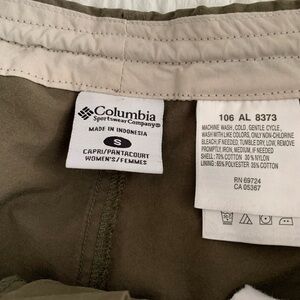 Columbia
Sportswear Company®
MADE IN INDONESIA
S
CAPRI/PANTACOURT
WOMEN'S/FEMMES
106 AL 8373
MACHINE WASH, COLD, GENTLE CYCLE,
WASH WITH LIKE COLORS, ONLY NON-CHLORINE
BLEACH, IF NEEDED. TUMBLE DRY, LOW, REMOVE
PROMPTLY, IRON, MEDIUM, IF NEEDED
SHELL: 70% COTTON 30% NYLON
LINING: 65% POLYESTER 35% COTTON
RN 69724
CA 05367